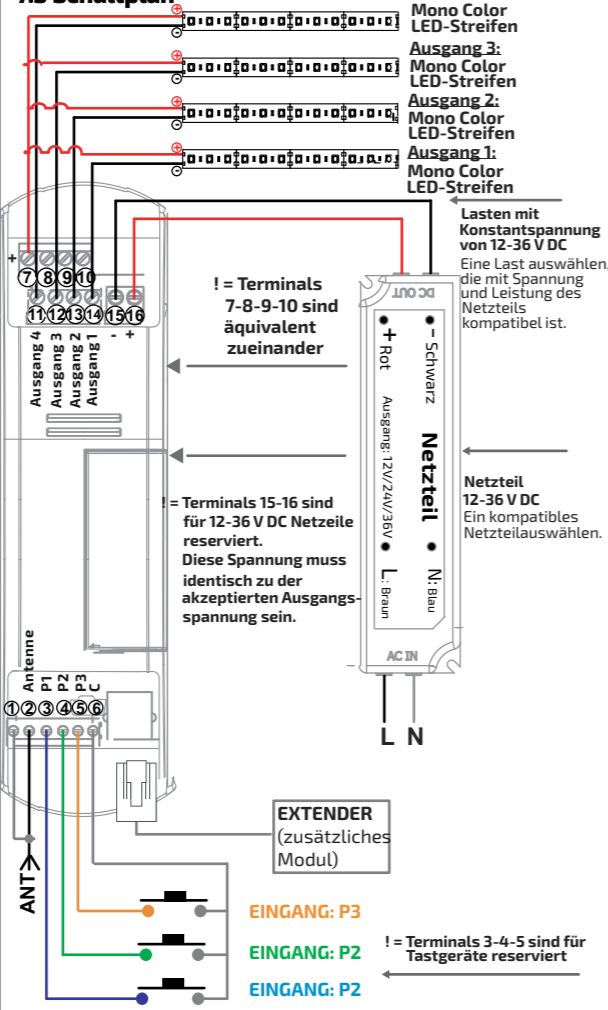 7.3 Schaltplan
Mono Color
LED-Streifen
Ausgang 3:
Mono Color
LED-Streifen
Ausgang 2:
Mono Color
LED-Streifen
Ausgang 1:
Mono Color
LED-Streifen
Lasten mit
Konstantspannung
von 12-36 V DC
Eine Last auswählen,
die mit Spannung
und Leistung des
Netzteils
kompatibel ist.
+
7 8 9 10
11 12 13 14 15 16
- +
Ausgang 4
Ausgang 3
Ausgang 2
Ausgang 1
! = Terminals
7-8-9-10 sind
äquivalent
zueinander
DC OUT
+ Rot
- Schwarz
Ausgang: 12V/24V/36V
Netzteil
L: Braun
N: Blau
AC IN
L N
Netzteil
12-36 V DC
Ein kompatibles
Netzteilauswählen.
! = Terminals 15-16 sind
für 12-36 V DC Netzeile
reserviert.
Diese Spannung muss
identisch zu der
akzeptierten Ausgangs-
spannung sein.
Antenne
P1
P2
P3
C
1 2 3 4 5 6
ANT
EXTENDER
(zusätzliches
Modul)
EINGANG: P3
EINGANG: P2
EINGANG: P2
! = Terminals 3-4-5 sind für
Tastgeräte reserviert